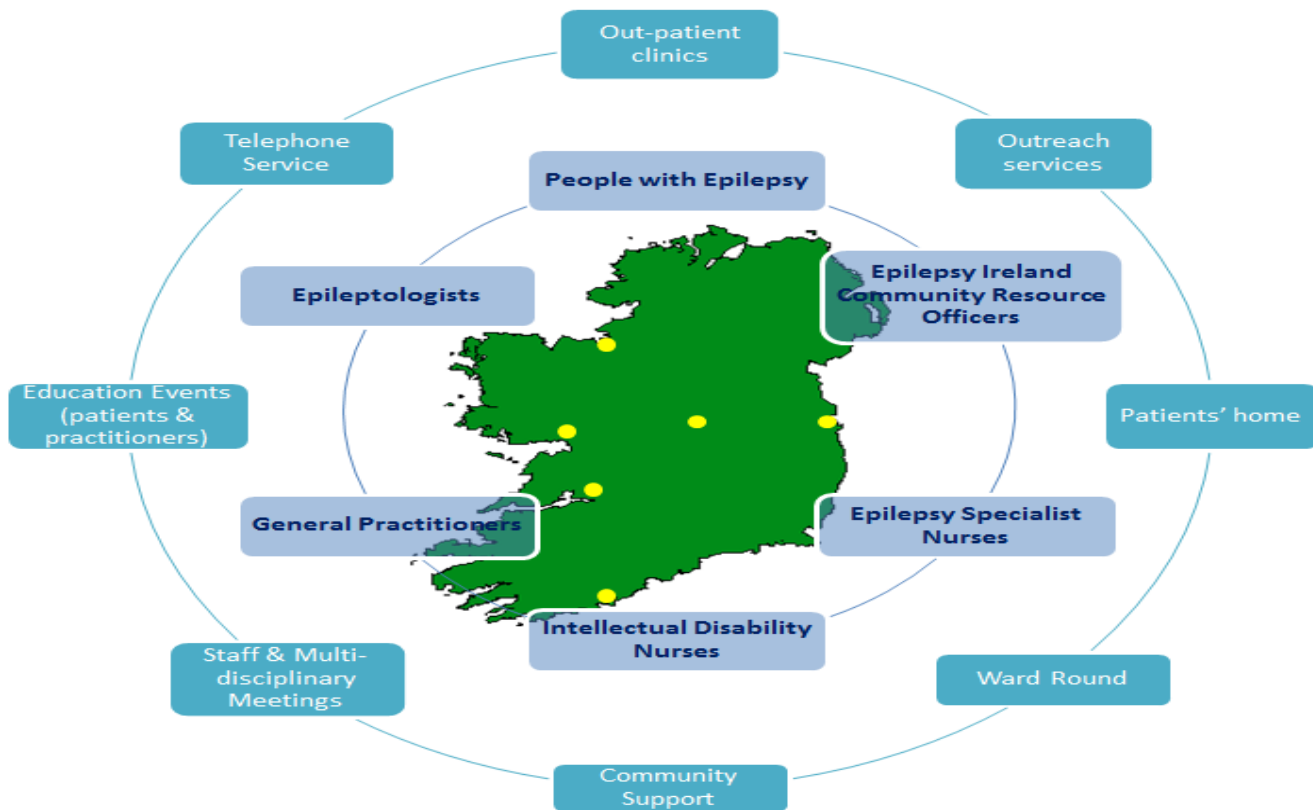 Out-patient
clinics
Telephone
Service
Outreach
services
People with Epilepsy
Epileptologists
Epilepsy Ireland
Community Resource
Officers
Education Events
(patients &
practitioners)
Patients’ home
General Practitioners
Epilepsy Specialist
Nurses
Intellectual Disability
Nurses
Staff & Multi-
disciplinary
Meetings
Ward Round
Community
Support